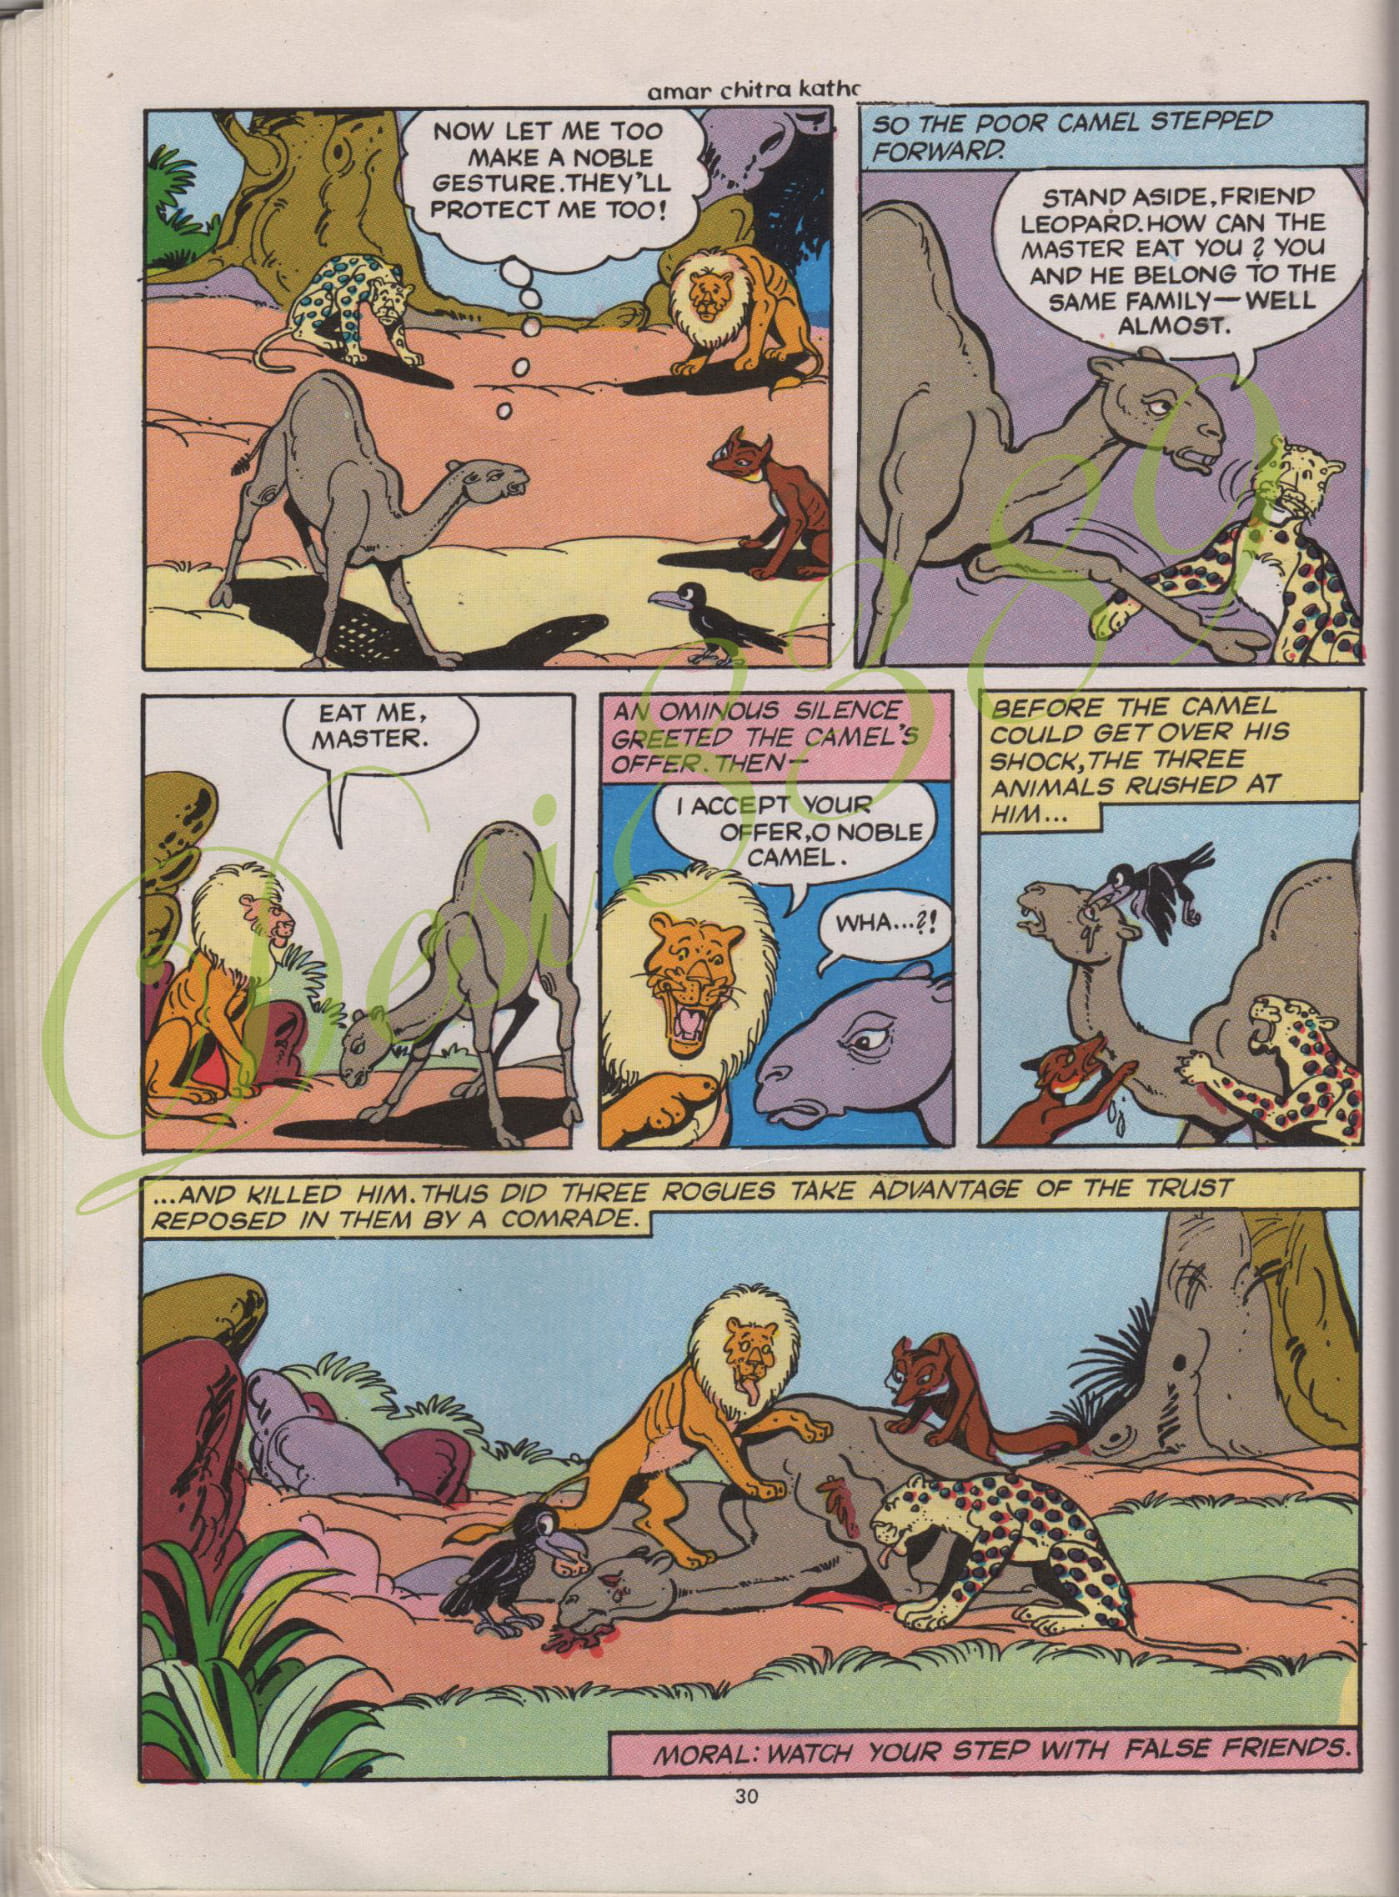 amar chitra katha
NOW LET ME TOO
MAKE A NOBLE
GESTURE. THEY'LL
PROTECT ME TOO!
SO THE POOR CAMEL STEPPED
FORWARD.
STAND ASIDE, FRIEND
LEOPARD. HOW CAN THE
MASTER EAT YOU? YOU
AND HE BELONG TO THE
SAME FAMILY—WELL
ALMOST.
EAT ME,
MASTER.
AN OMINOUS SILENCE
GREETED THE CAMEL'S
OFFER. THEN—
I ACCEPT YOUR
OFFER, O NOBLE
CAMEL.
WHA...?!
BEFORE THE CAMEL
COULD GET OVER HIS
SHOCK, THE THREE
ANIMALS RUSHED AT
HIM...
...AND KILLED HIM. THUS DID THREE ROGUES TAKE ADVANTAGE OF THE TRUST
REPOSED IN THEM BY A COMRADE.
MORAL: WATCH YOUR STEP WITH FALSE FRIENDS.
30
Desi8389